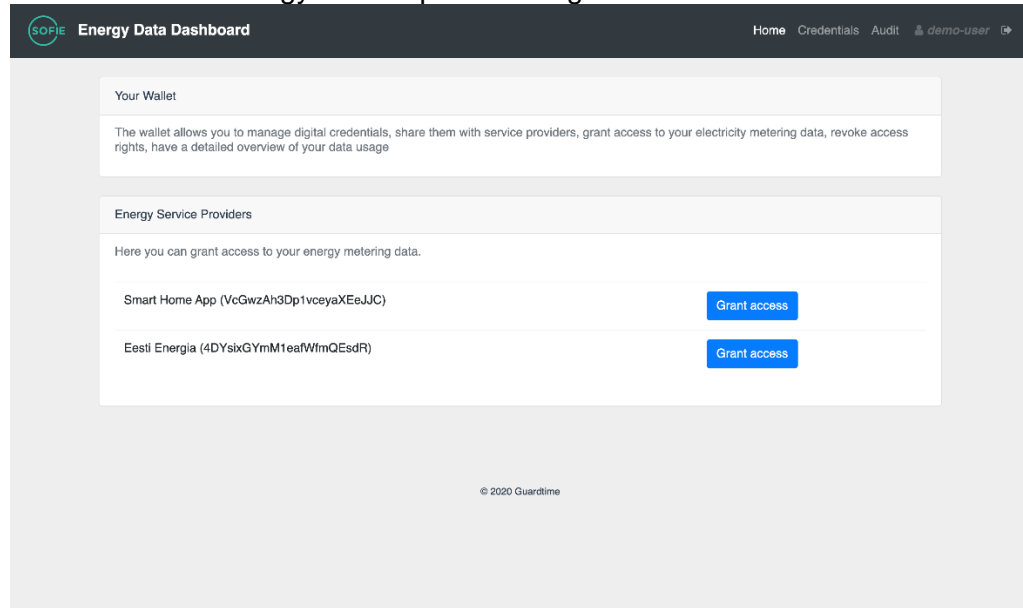 SOFIE Energy Data Dashboard Home Credentials Audit demo-user
Your Wallet
The wallet allows you to manage digital credentials, share them with service providers, grant access to your electricity metering data, revoke access
rights, have a detailed overview of your data usage
Energy Service Providers
Here you can grant access to your energy metering data.
Smart Home App (VcGwzAh3Dp1vceyaXEeJJC) Grant access
Eesti Energia (4DYsixGYmM1eafWfmQEsdR) Grant access
© 2020 Guardtime